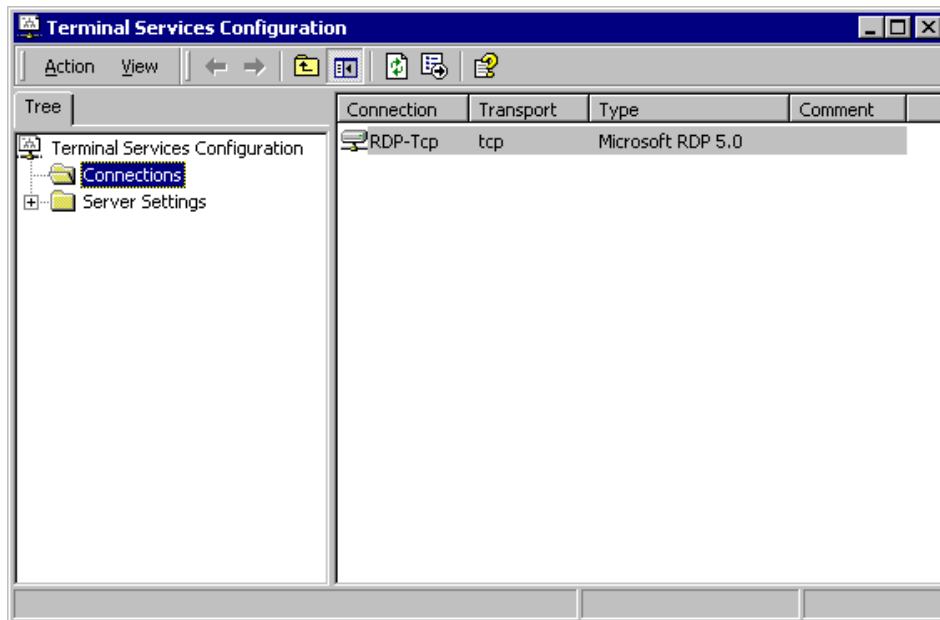 Terminal Services Configuration
Action View
Tree
Terminal Services Configuration
Connections
Server Settings
Connection Transport Type Comment
RDP-Tcp tcp Microsoft RDP 5.0